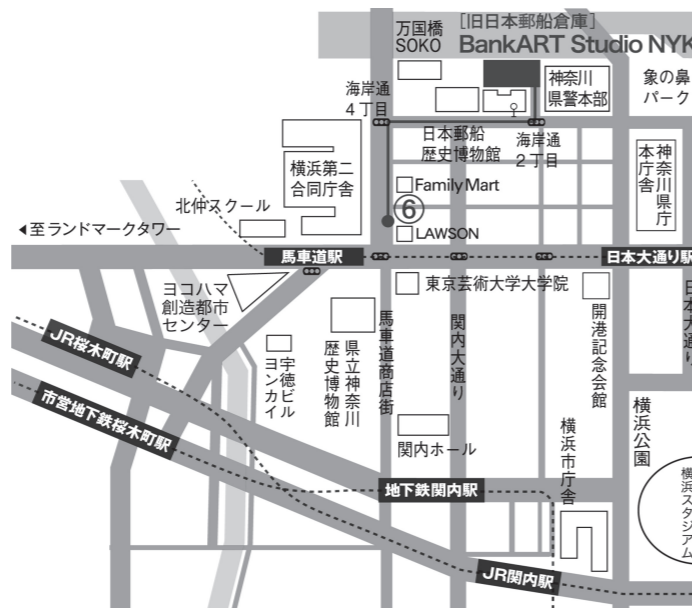 [旧日本郵船倉庫]
BankART Studio NYK
万国橋
SOKO
神奈川
県警本部
象の鼻
パーク
海岸通
4丁目
日本郵船
歴史博物館
海岸通
2丁目
神奈川県庁
本庁舎
横浜第二
合同庁舎
FamilyMart
⑥
LAWSON
北仲スクール
◀至ランドマークタワー
馬車道駅
日本大通り駅
ヨコハマ
創造都市
センター
東京芸術大学大学院
日本大通り
開港記念会館
馬車道商店街
関内大通り
県立神奈川
歴史博物館
宇徳ビル
ヨンカイ
JR桜木町駅
市営地下鉄桜木町駅
関内ホール
横浜市庁舎
横浜公園
横浜スタジアム
地下鉄関内駅
JR関内駅